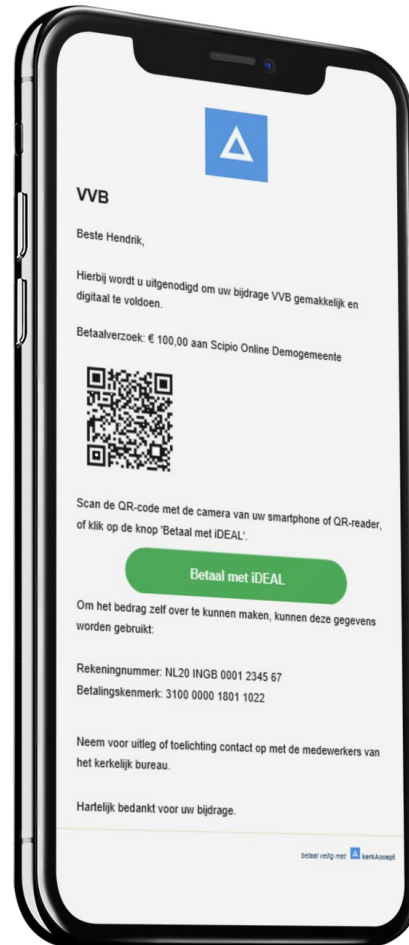 VVB
Beste Hendrik,
Hierbij wordt u uitgenodigd om uw bijdrage VVB gemakkelijk en
digitaal te voldoen.
Betaalverzoek: € 100,00 aan Scipio Online Demogemeente
Scan de QR-code met de camera van uw smartphone of QR-reader,
of klik op de knop 'Betaal met iDEAL'.
Betaal met iDEAL
Om het bedrag zelf over te kunnen maken, kunnen deze gegevens
worden gebruikt:
Rekeningnummer: NL20 INGB 0001 2345 67
Betalingskenmerk: 3100 0000 1801 1022
Neem voor uitleg of toelichting contact op met de medewerkers van
het kerkelijk bureau.
Hartelijk bedankt voor uw bijdrage.
betaal veilig met kerkAccept